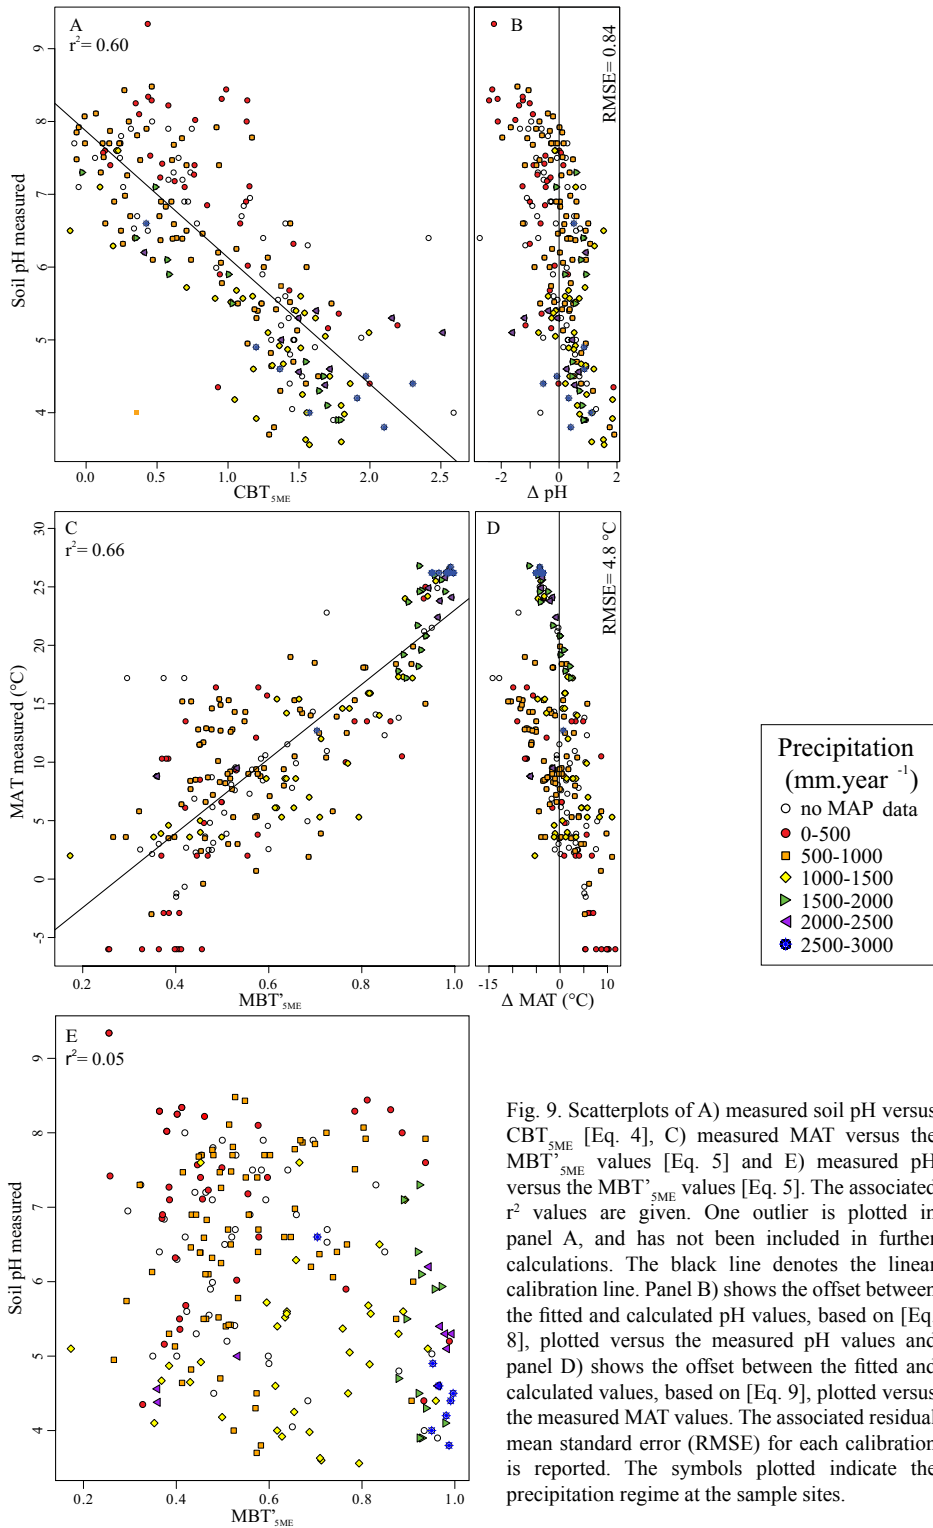 A
r²= 0.60
Soil pH measured
9
8
7
6
5
4
0.0 0.5 1.0 1.5 2.0 2.5
CBT5ME
B
RMSE= 0.84
-2 -1 0 1 2
Δ pH
C
r²= 0.66
MAT measured (°C)
30
25
20
15
10
5
0
-5
0.2 0.4 0.6 0.8 1.0
MBT'5ME
D
RMSE= 4.8 °C
-15 -5 0 5 10
Δ MAT (°C)
Precipitation
(mm.year -1)
no MAP data
0-500
500-1000
1000-1500
1500-2000
2000-2500
2500-3000
E
r²= 0.05
Soil pH measured
9
8
7
6
5
4
0.2 0.4 0.6 0.8 1.0
MBT'5ME
Fig. 9. Scatterplots of A) measured soil pH versus
CBT5ME [Eq. 4], C) measured MAT versus the
MBT'5ME values [Eq. 5] and E) measured pH
versus the MBT'5ME values [Eq. 5]. The associated
r² values are given. One outlier is plotted in
panel A, and has not been included in further
calculations. The black line denotes the linear
calibration line. Panel B) shows the offset between
the fitted and calculated pH values, based on [Eq.
8], plotted versus the measured pH values and
panel D) shows the offset between the fitted and
calculated values, based on [Eq. 9], plotted versus
the measured MAT values. The associated residual
mean standard error (RMSE) for each calibration
is reported. The symbols plotted indicate the
precipitation regime at the sample sites.